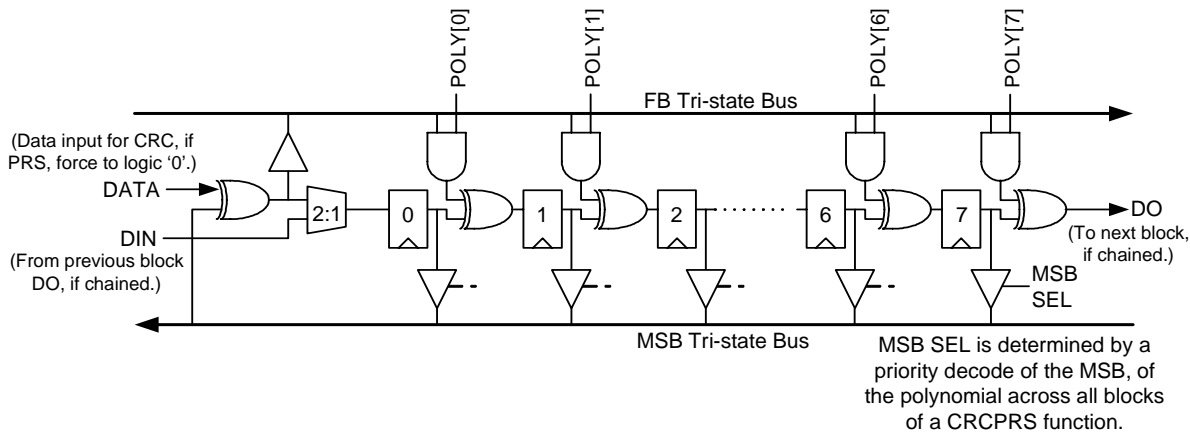 POLY[0]
POLY[1]
POLY[6]
POLY[7]
FB Tri-state Bus
(Data input for CRC, if
PRS, force to logic ‘0’.)
DATA
2:1
0
1
2
6
7
DO
DIN
(To next block,
if chained.)
(From previous block
DO, if chained.)
MSB
SEL
MSB Tri-state Bus
MSB SEL is determined by a
priority decode of the MSB, of
the polynomial across all blocks
of a CRCPRS function.